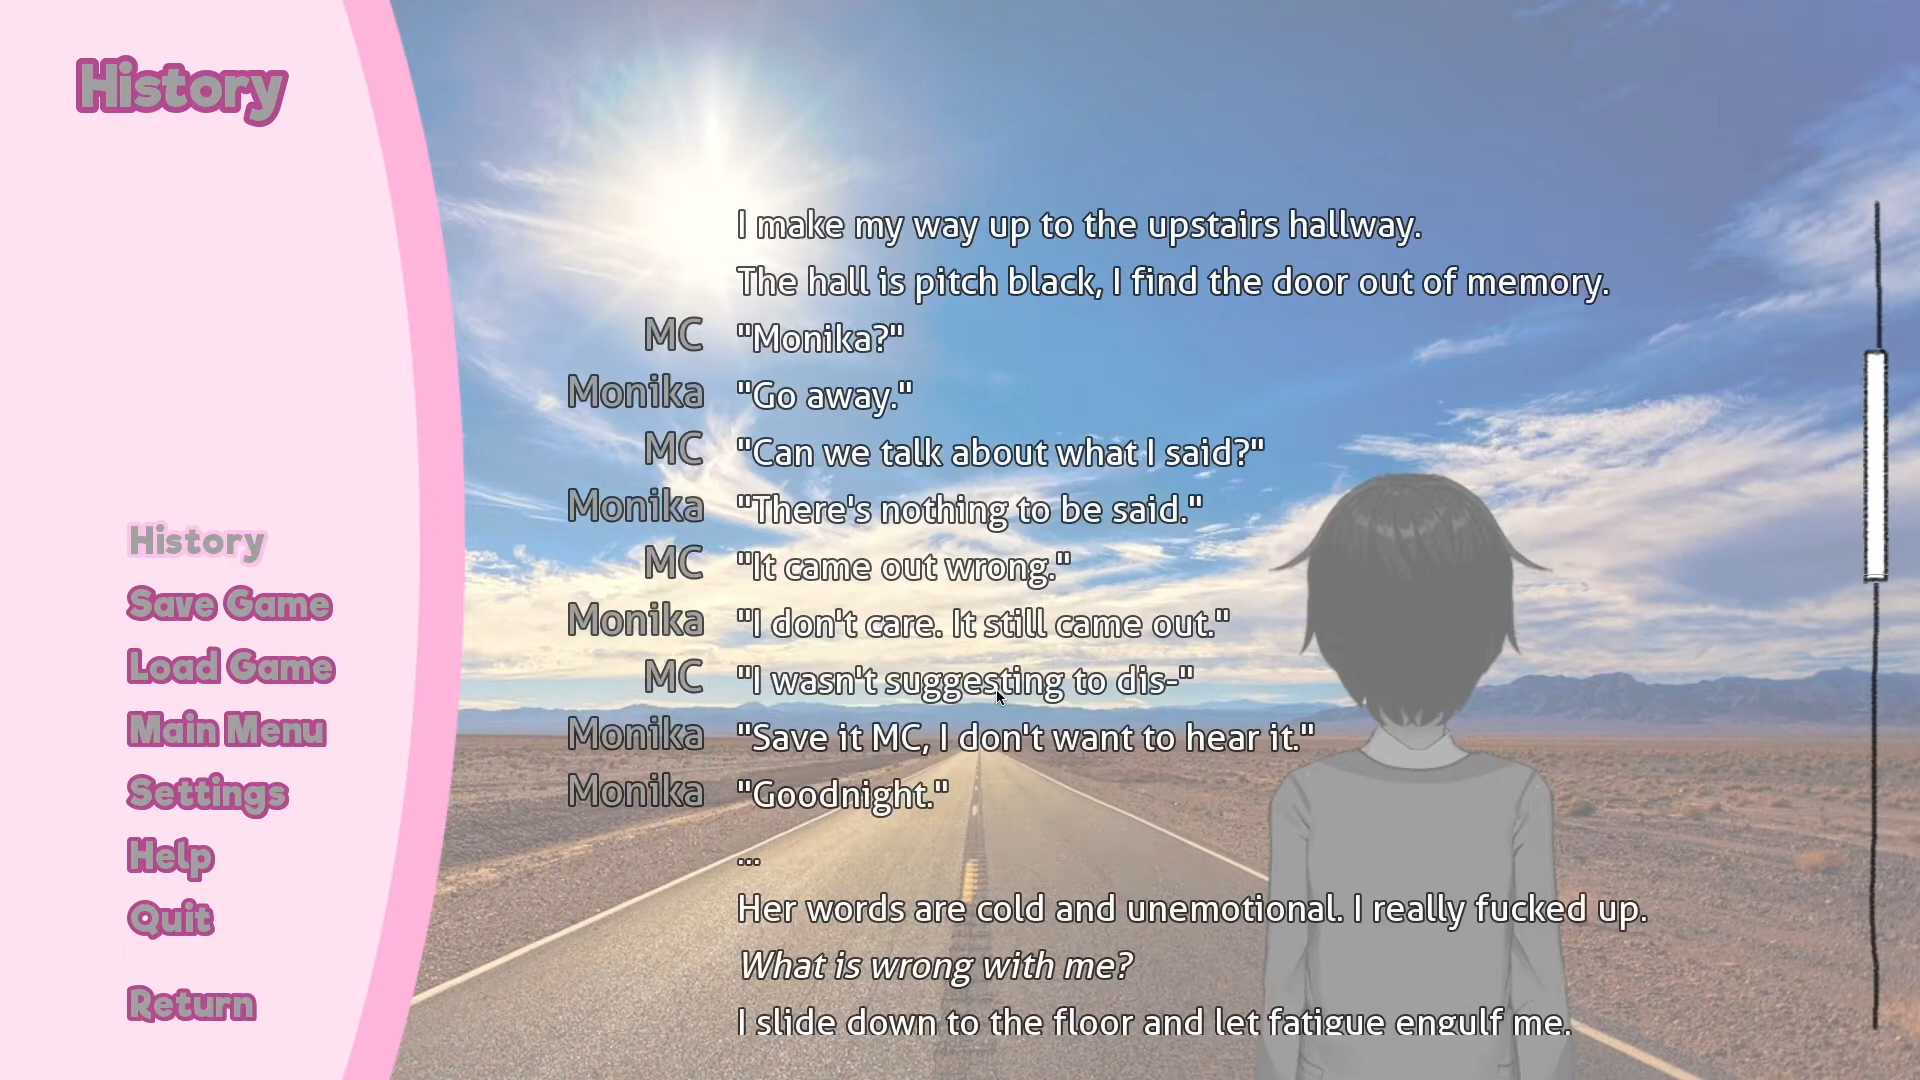 History
I make my way up to the upstairs hallway.
The hall is pitch black, I find the door out of memory.
MC "Monika?"
Monika "Go away."
MC "Can we talk about what I said?"
Monika "There's nothing to be said."
MC "It came out wrong."
Monika "I don't care. It still came out."
MC "I wasn't suggesting to dis-"
Monika "Save it MC, I don't want to hear it."
Monika "Goodnight."
...
Her words are cold and unemotional. I really fucked up.
What is wrong with me?
I slide down to the floor and let fatigue engulf me.
History
Save Game
Load Game
Main Menu
Settings
Help
Quit
Return